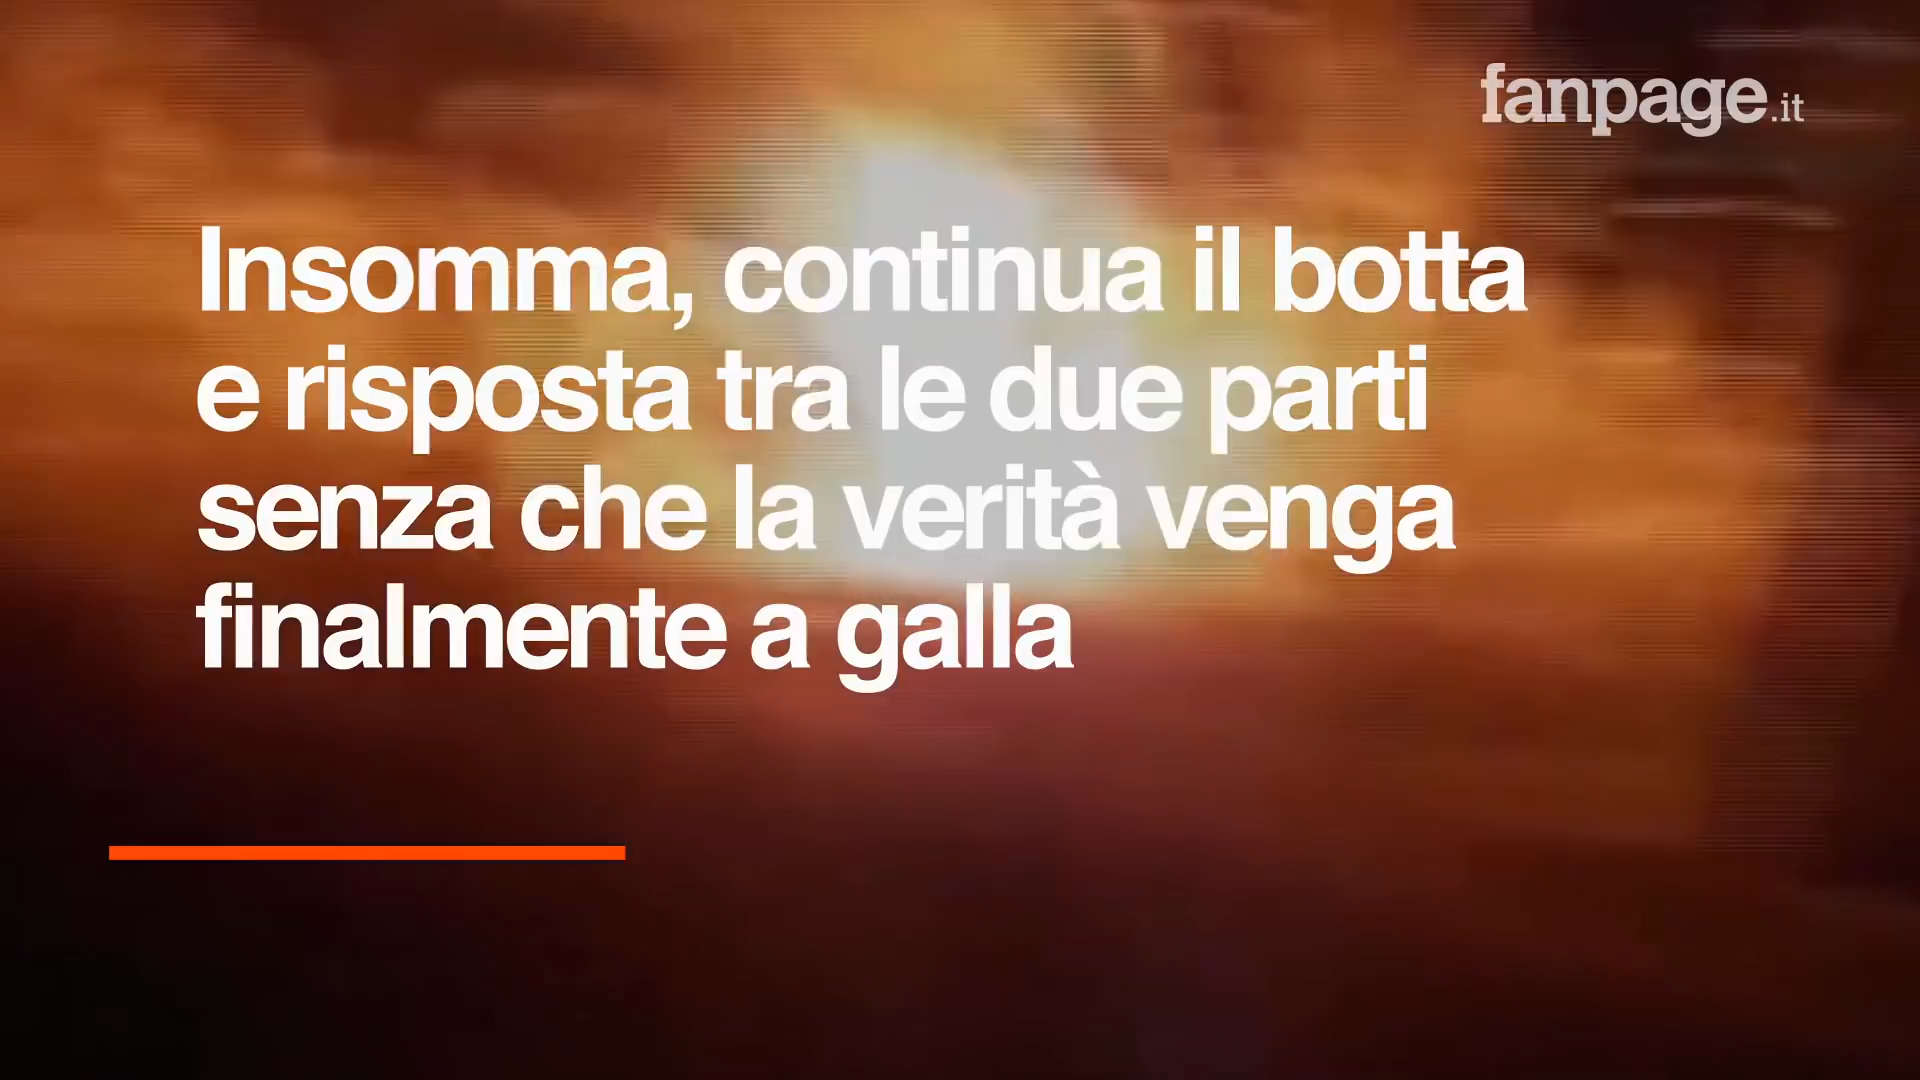 fanpage.it
Insomma, continua il botta
e risposta tra le due parti
senza che la verità venga
finalmente a galla